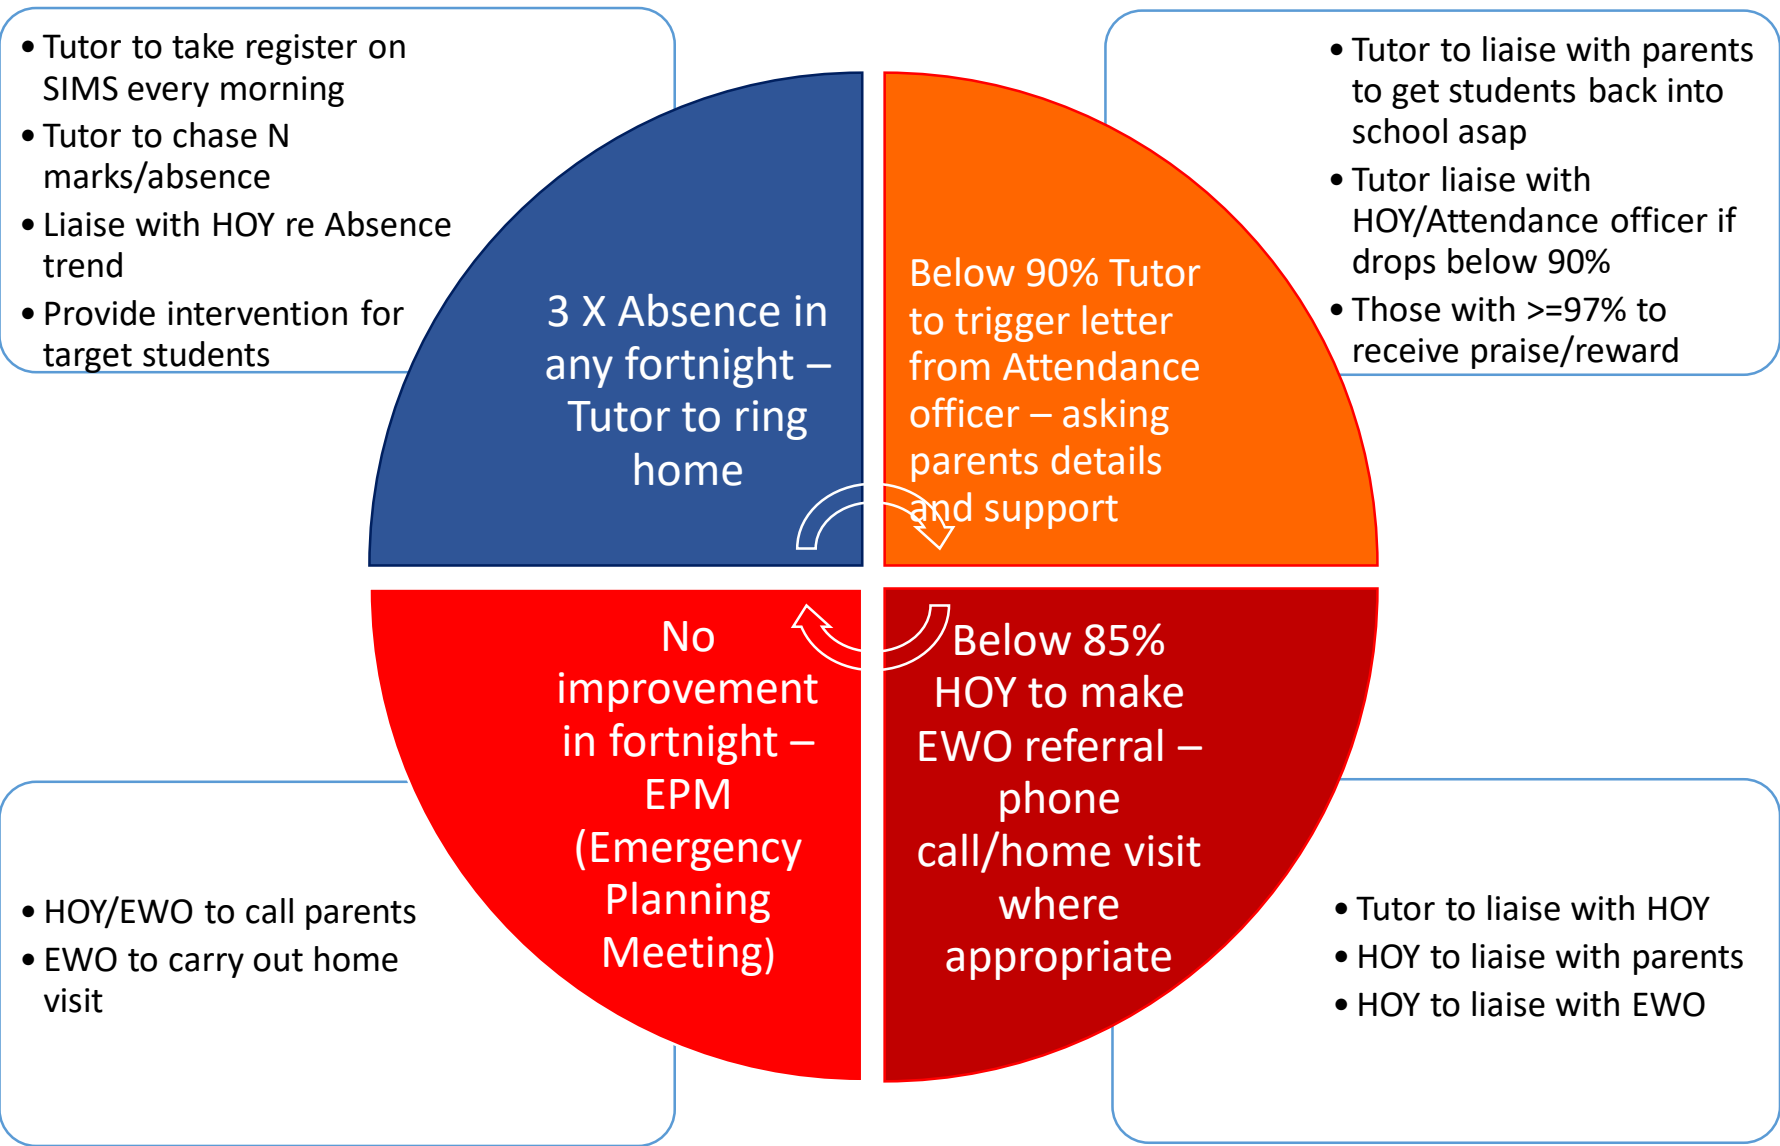 • Tutor to take register on
SIMS every morning
• Tutor to chase N
marks/absence
• Liaise with HOY re Absence
trend
• Provide intervention for
target students
3 X Absence in
any fortnight –
Tutor to ring
home
Below 90% Tutor
to trigger letter
from Attendance
officer – asking
parents details
and support
• Tutor to liaise with parents
to get students back into
school asap
• Tutor liaise with
HOY/Attendance officer if
drops below 90%
• Those with >=97% to
receive praise/reward
• HOY/EWO to call parents
• EWO to carry out home
visit
No
improvement
in fortnight –
EPM
(Emergency
Planning
Meeting)
Below 85%
HOY to make
EWO referral –
phone
call/home visit
where
appropriate
• Tutor to liaise with HOY
• HOY to liaise with parents
• HOY to liaise with EWO